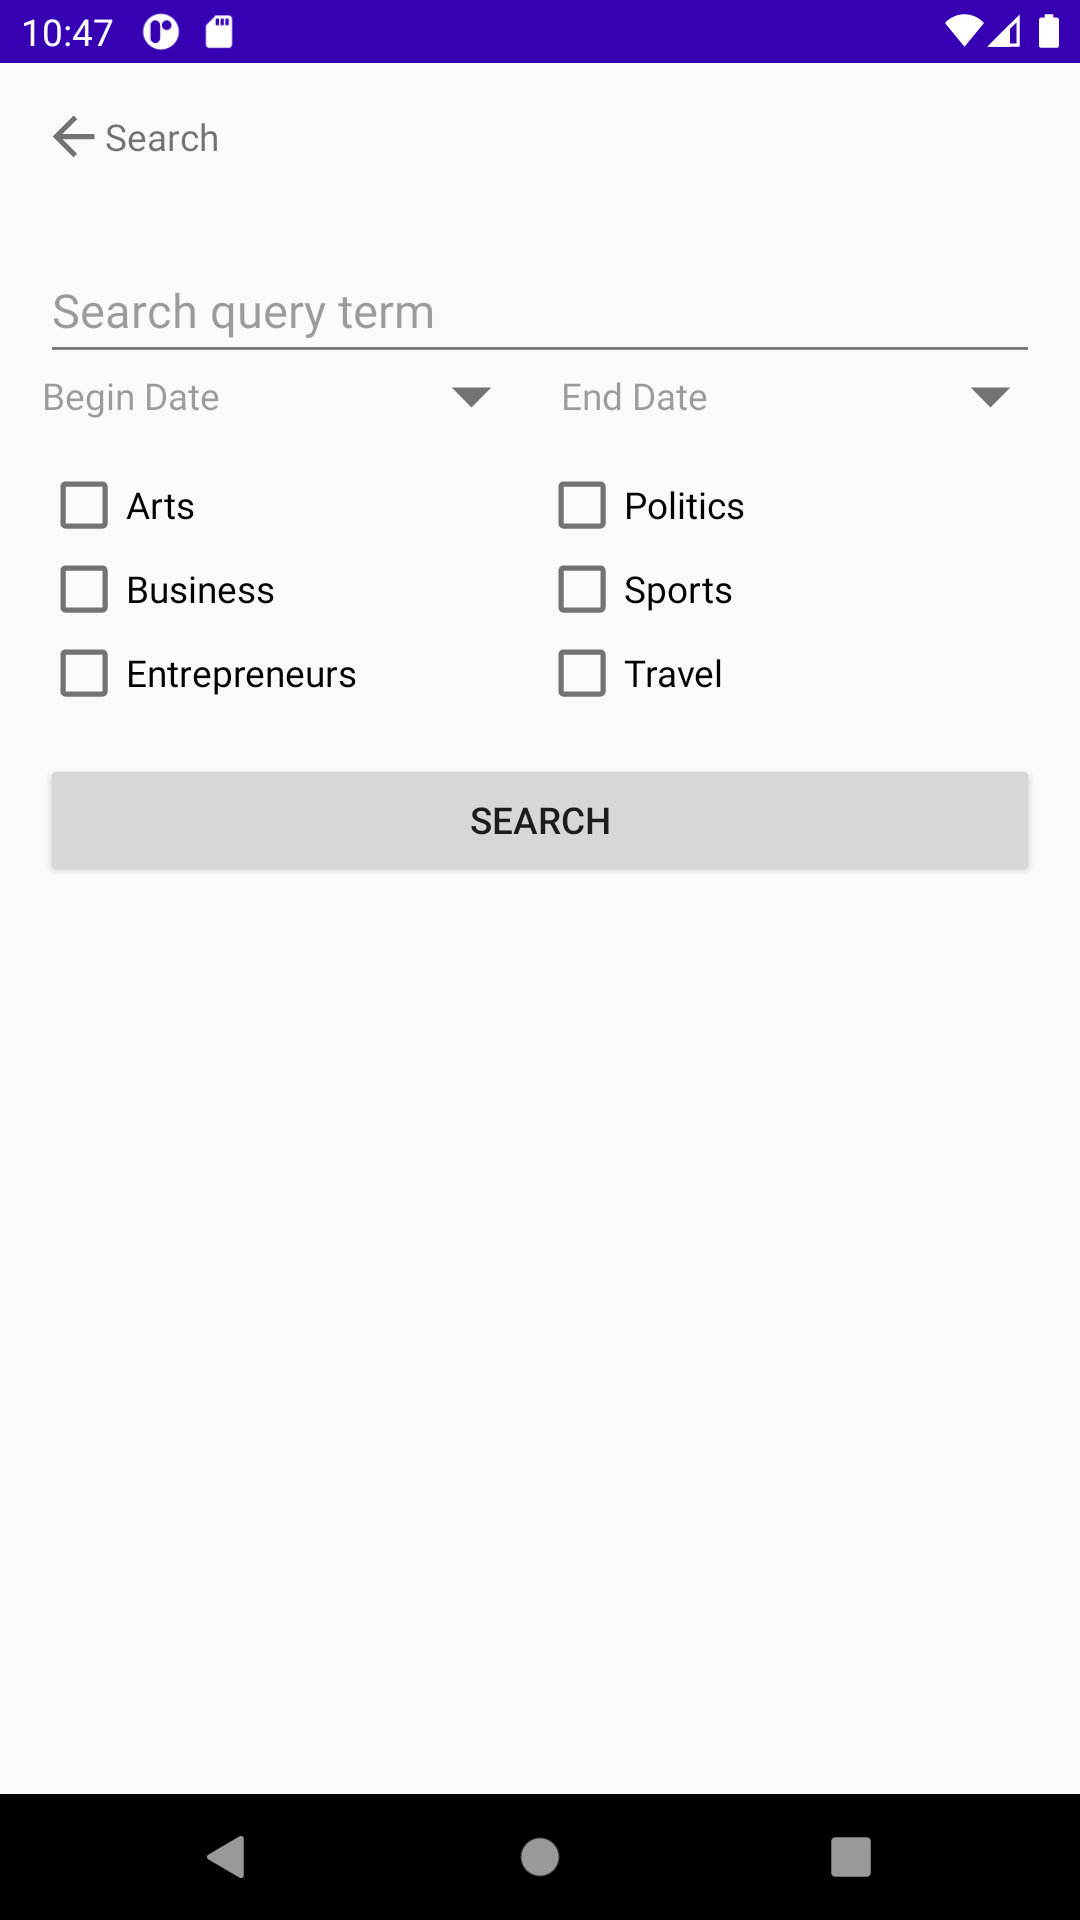 10:47
Search
Search query term
Begin Date End Date
Arts Politics
Business Sports
Entrepreneurs Travel
SEARCH